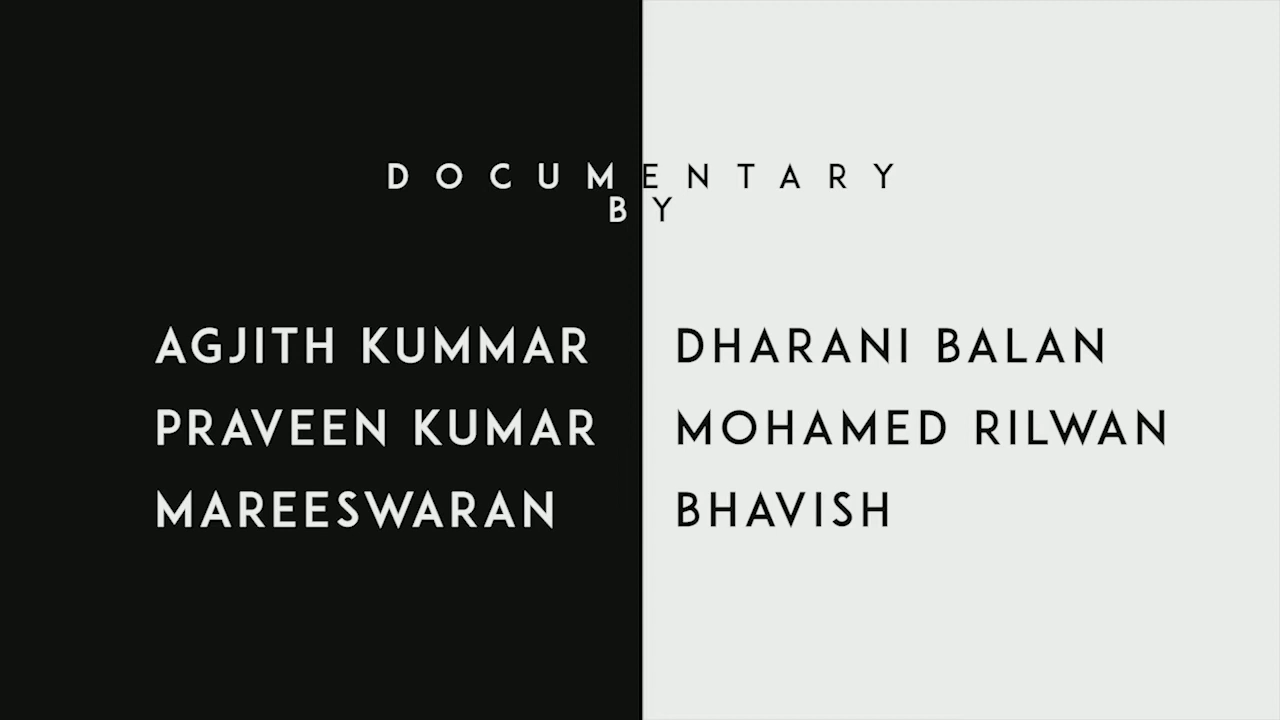 DOCUMENTARY
BY
AGJITH KUMMAR
PRAVEEN KUMAR
MAREESWARAN
DHARANI BALAN
MOHAMED RILWAN
BHAVISH